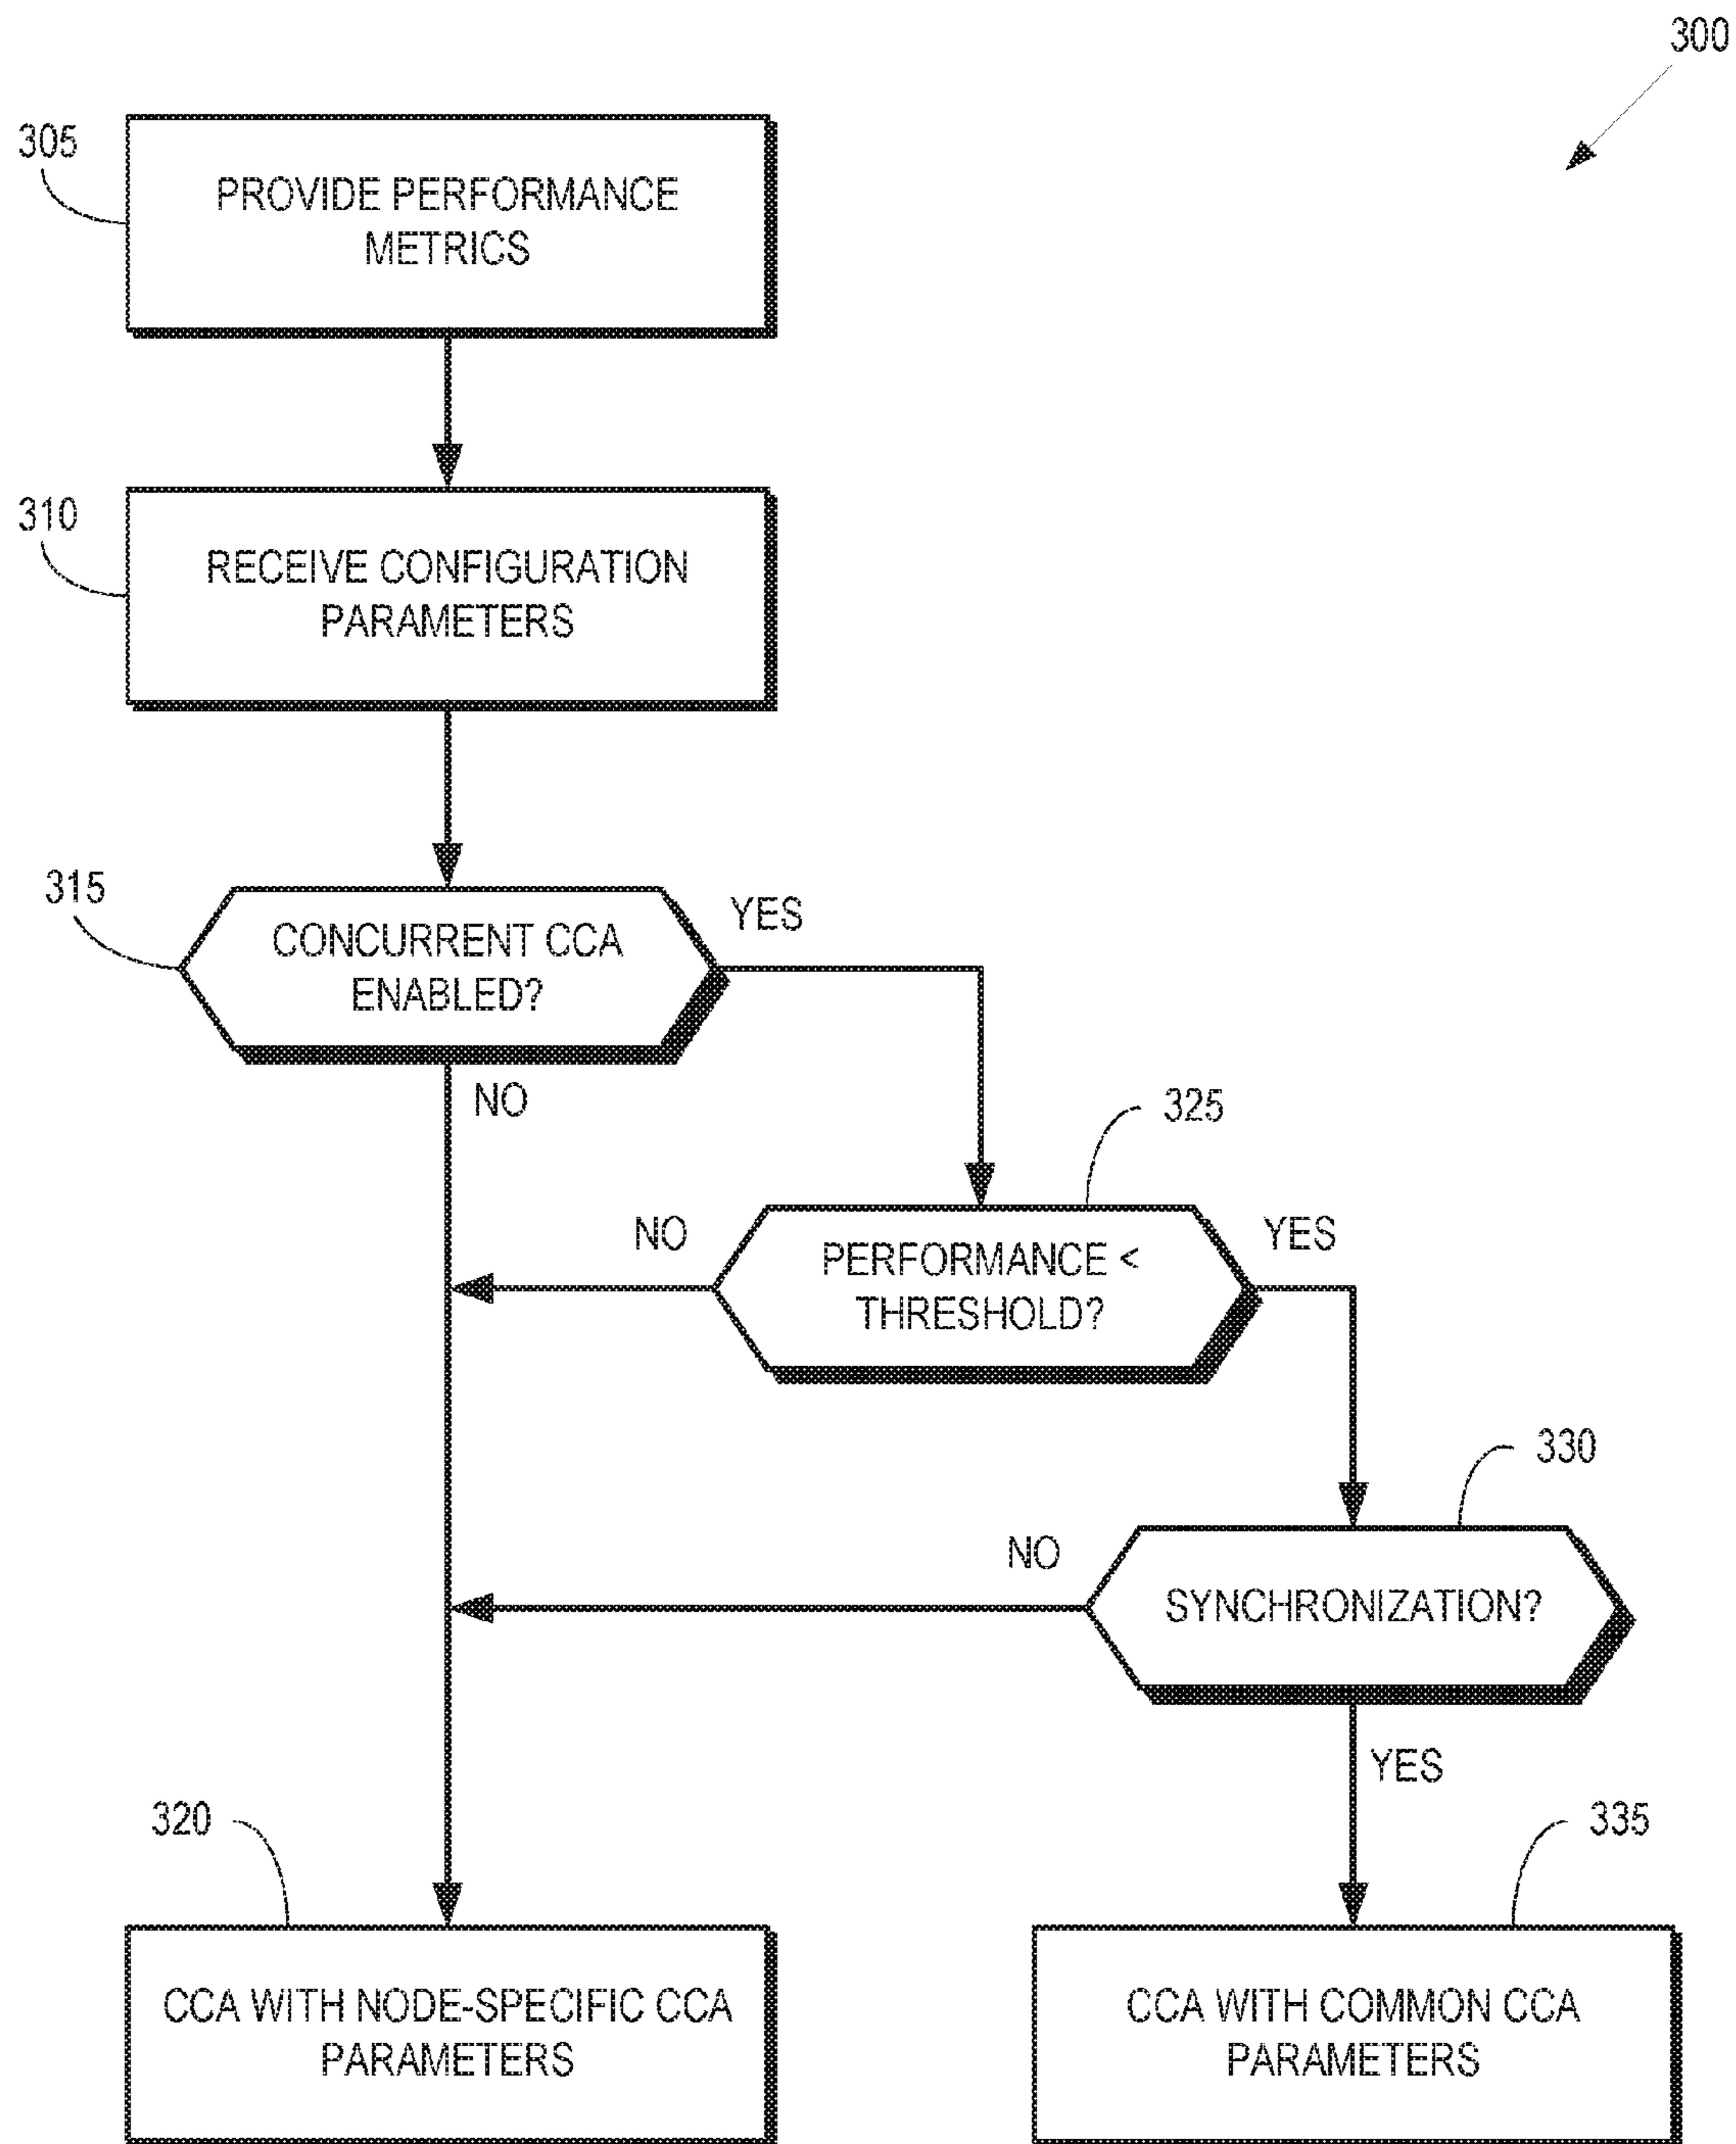 300
305
PROVIDE PERFORMANCE
METRICS
310
RECEIVE CONFIGURATION
PARAMETERS
315
CONCURRENT CCA
ENABLED?
YES
NO
325
NO
PERFORMANCE <
THRESHOLD?
YES
330
NO
SYNCHRONIZATION?
YES
320
335
CCA WITH NODE-SPECIFIC CCA
PARAMETERS
CCA WITH COMMON CCA
PARAMETERS